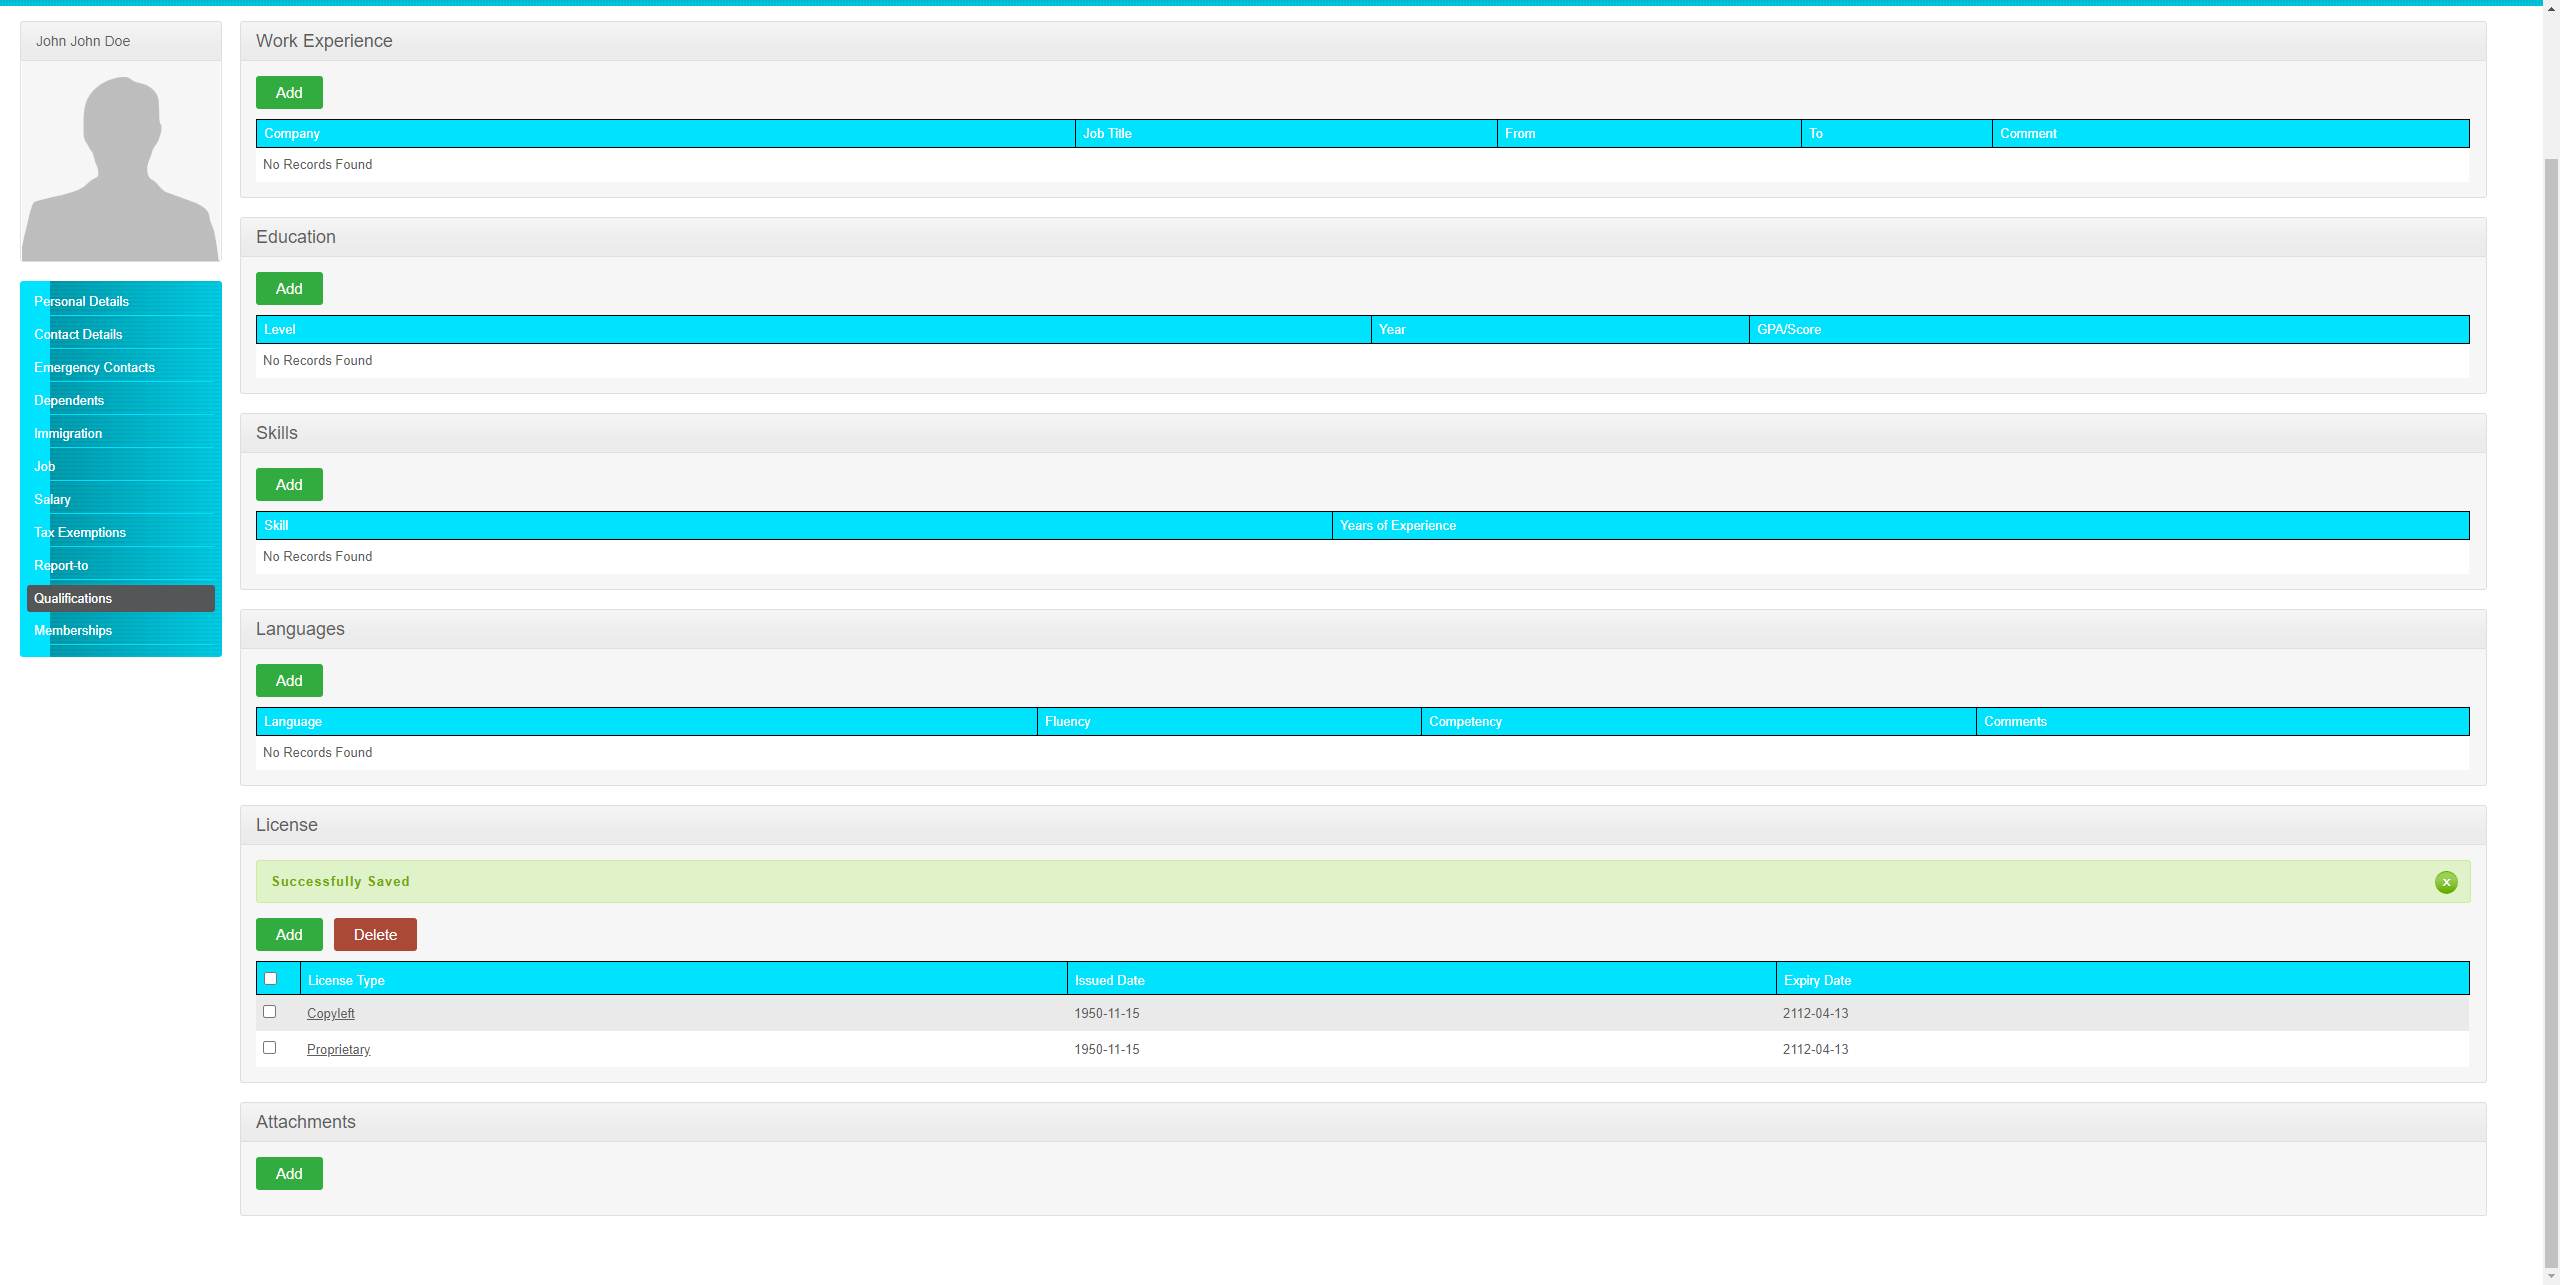 John John Doe
Personal Details
Contact Details
Emergency Contacts
Dependents
Immigration
Job
Salary
Tax Exemptions
Report-to
Qualifications
Memberships
Work Experience
Add
Company Job Title From To Comment
No Records Found
Education
Add
Level Year GPA/Score
No Records Found
Skills
Add
Skill Years of Experience
No Records Found
Languages
Add
Language Fluency Competency Comments
No Records Found
License
Successfully Saved x
Add Delete
License Type Issued Date Expiry Date
Copyleft 1950-11-15 2112-04-13
Proprietary 1950-11-15 2112-04-13
Attachments
Add